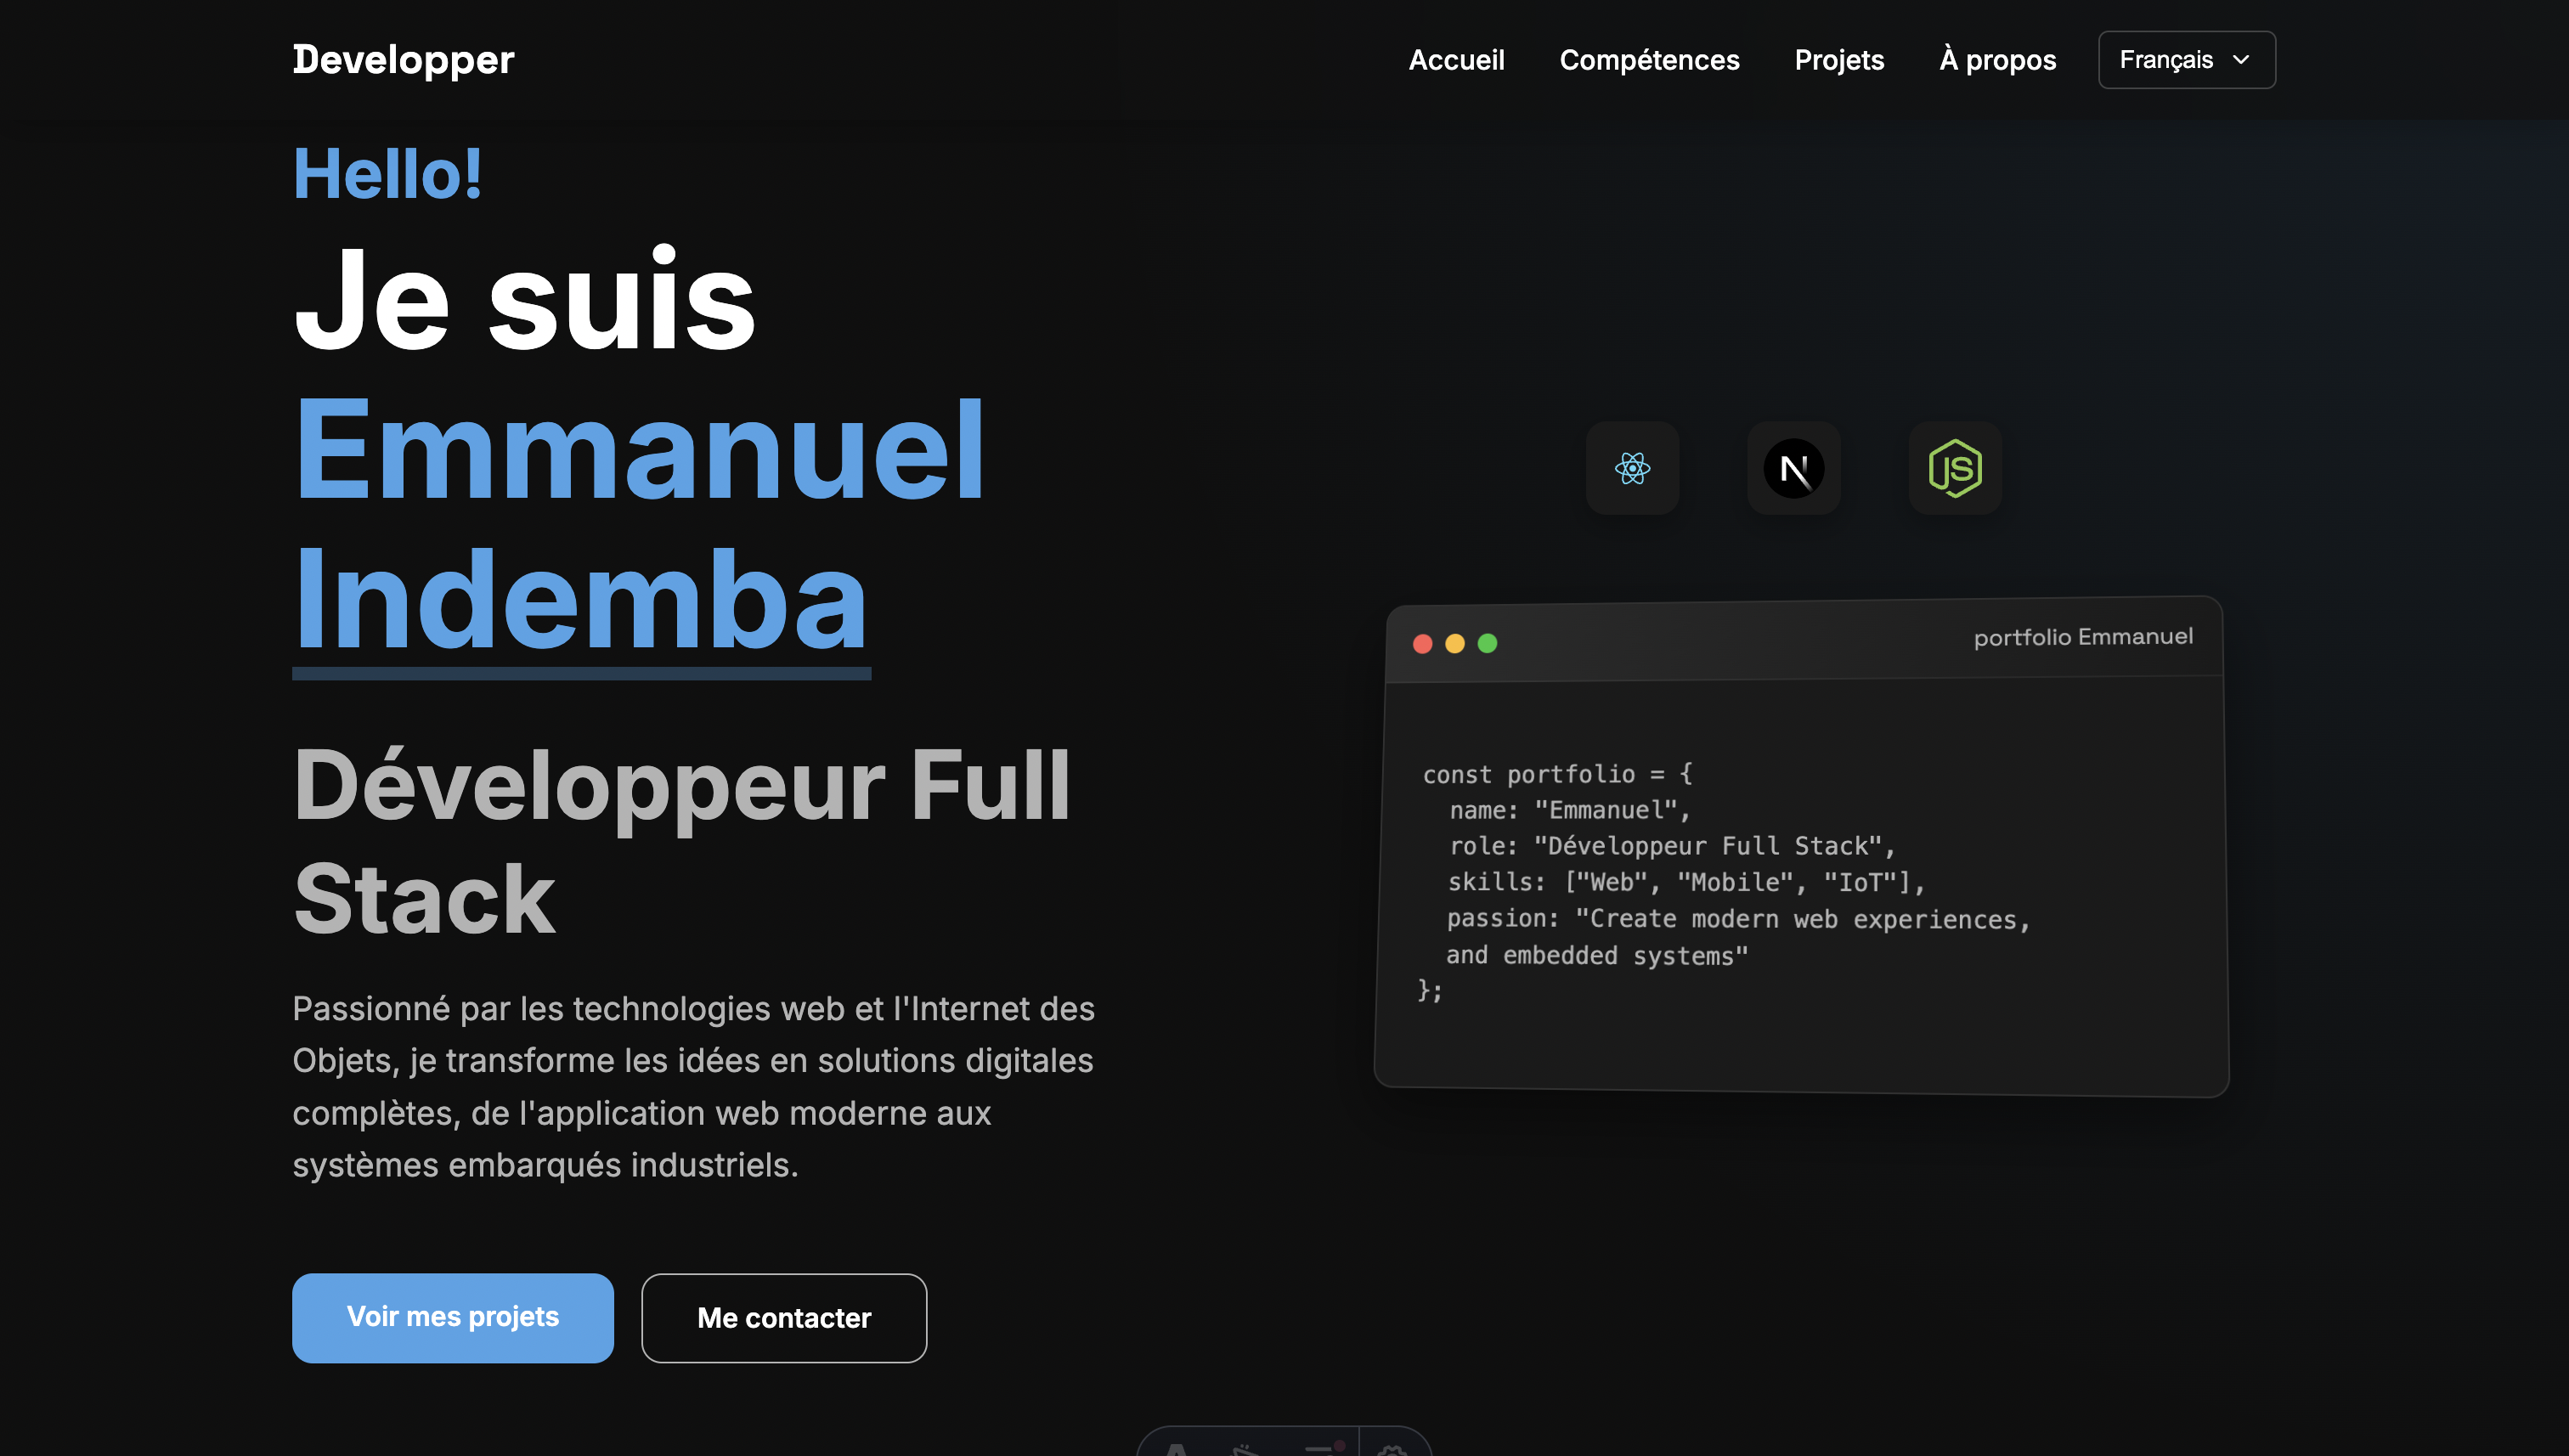 Developper
Accueil
Compétences
Projets
À propos
Français
Hello!
Je suis
Emmanuel
Indemba
Développeur Full
Stack
Passionné par les technologies web et l'Internet des
Objets, je transforme les idées en solutions digitales
complètes, de l'application web moderne aux
systèmes embarqués industriels.
Voir mes projets
Me contacter
N
JS
portfolio Emmanuel
const portfolio = {
name: "Emmanuel",
role: "Développeur Full Stack",
skills: ["Web", "Mobile", "IoT"],
passion: "Create modern web experiences,
and embedded systems"
};